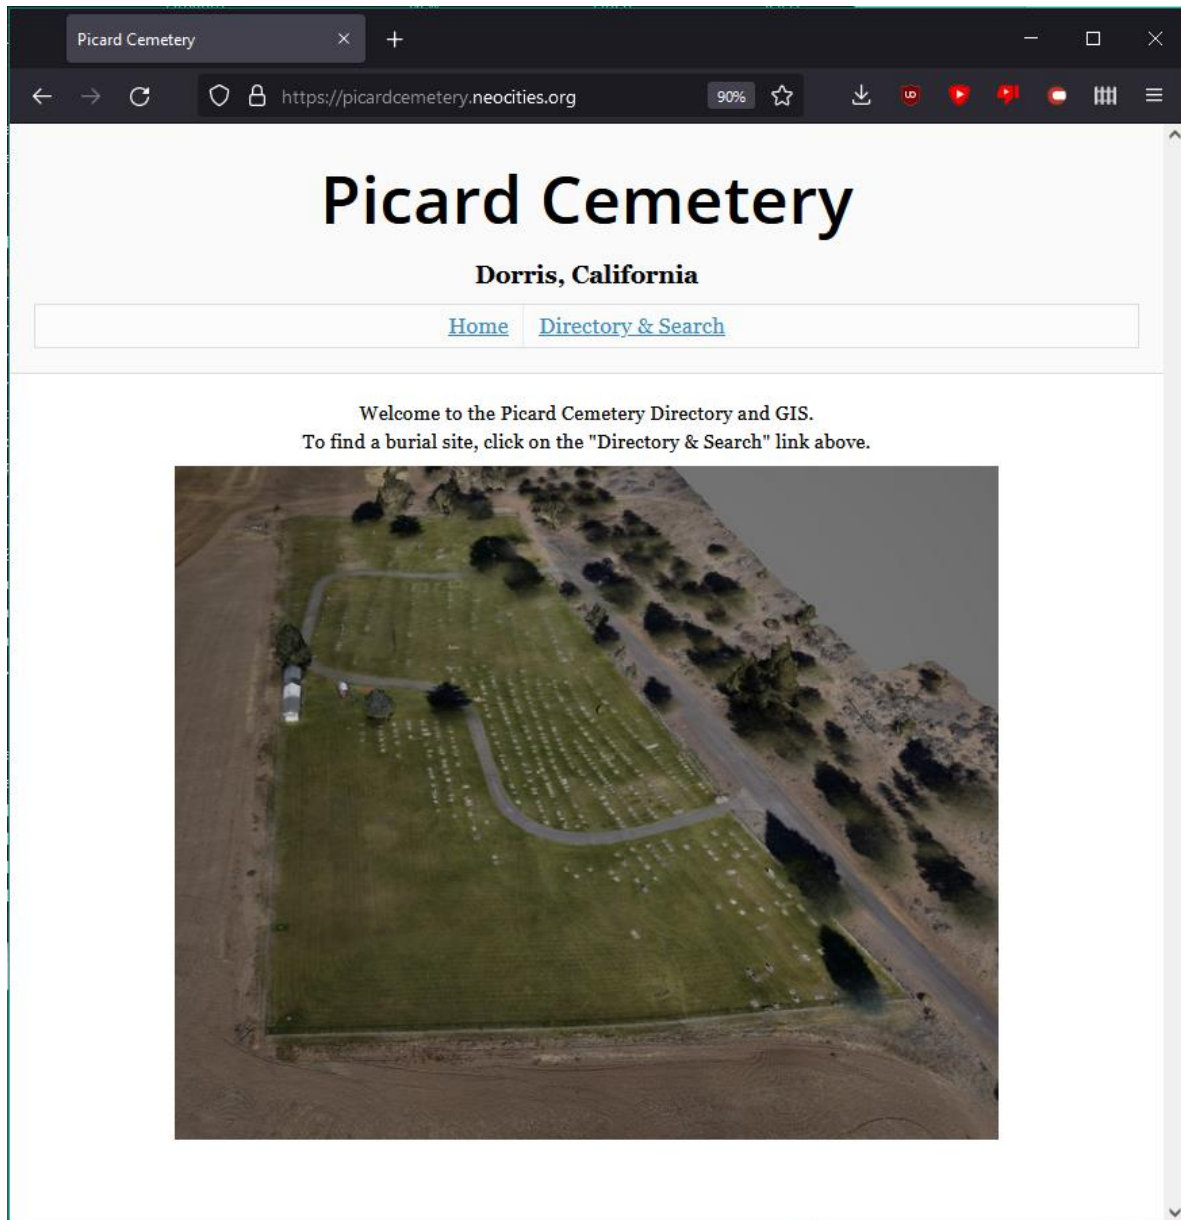 Picard Cemetery
https://picardcemetery.neocities.org
90%
Picard Cemetery
Dorris, California
Home Directory & Search
Welcome to the Picard Cemetery Directory and GIS.
To find a burial site, click on the "Directory & Search" link above.